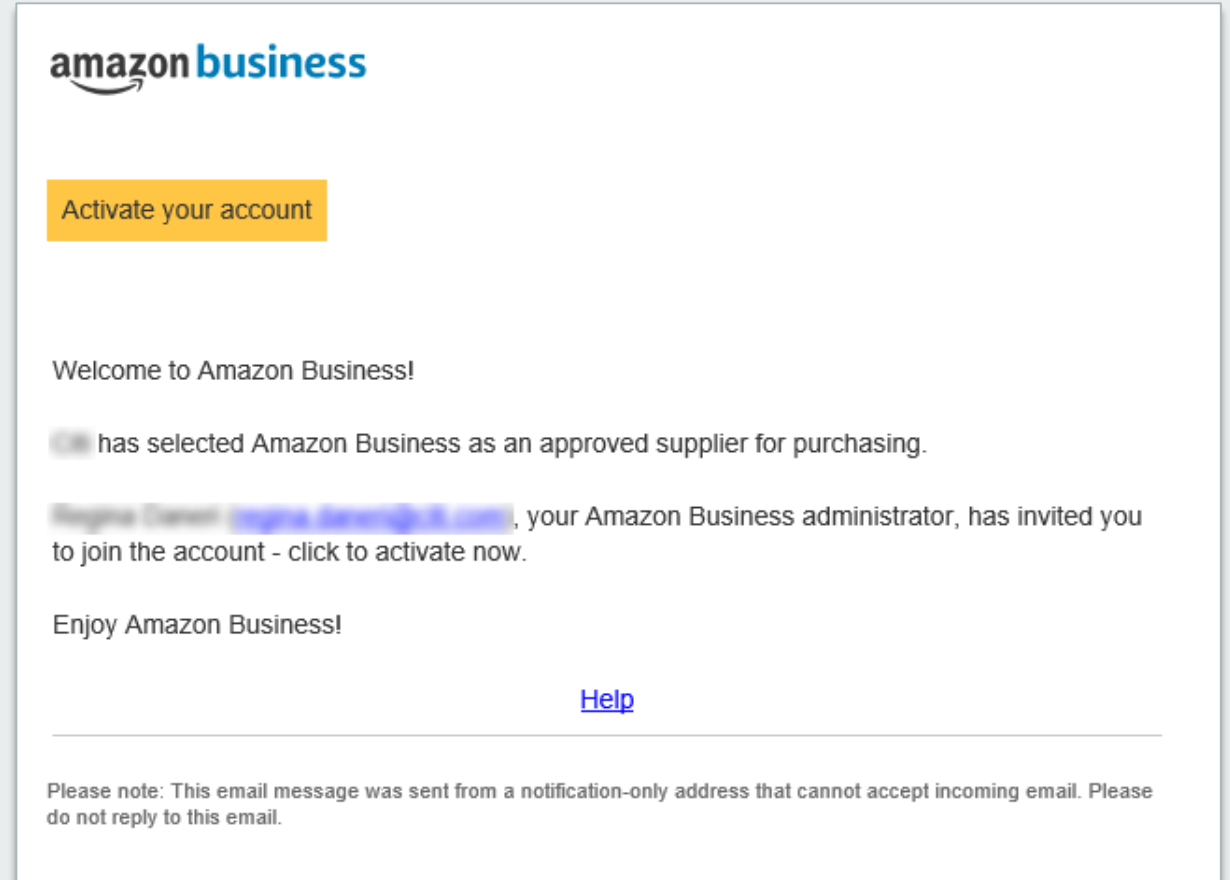 amazon business
Activate your account
Welcome to Amazon Business!
has selected Amazon Business as an approved supplier for purchasing.
, your Amazon Business administrator, has invited you
to join the account - click to activate now.
Enjoy Amazon Business!
Help
Please note: This email message was sent from a notification-only address that cannot accept incoming email. Please
do not reply to this email.